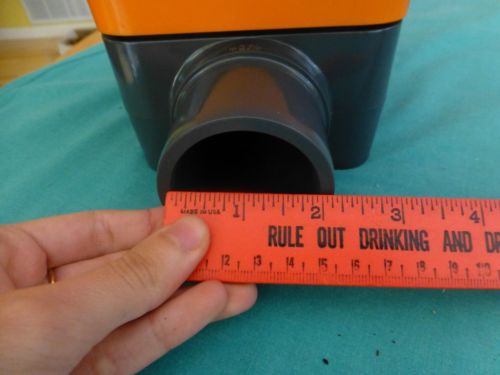 1 2 3 4
MADE IN USA
RULE OUT DRINKING AND DR
12 13 14 15 16 17 18 19